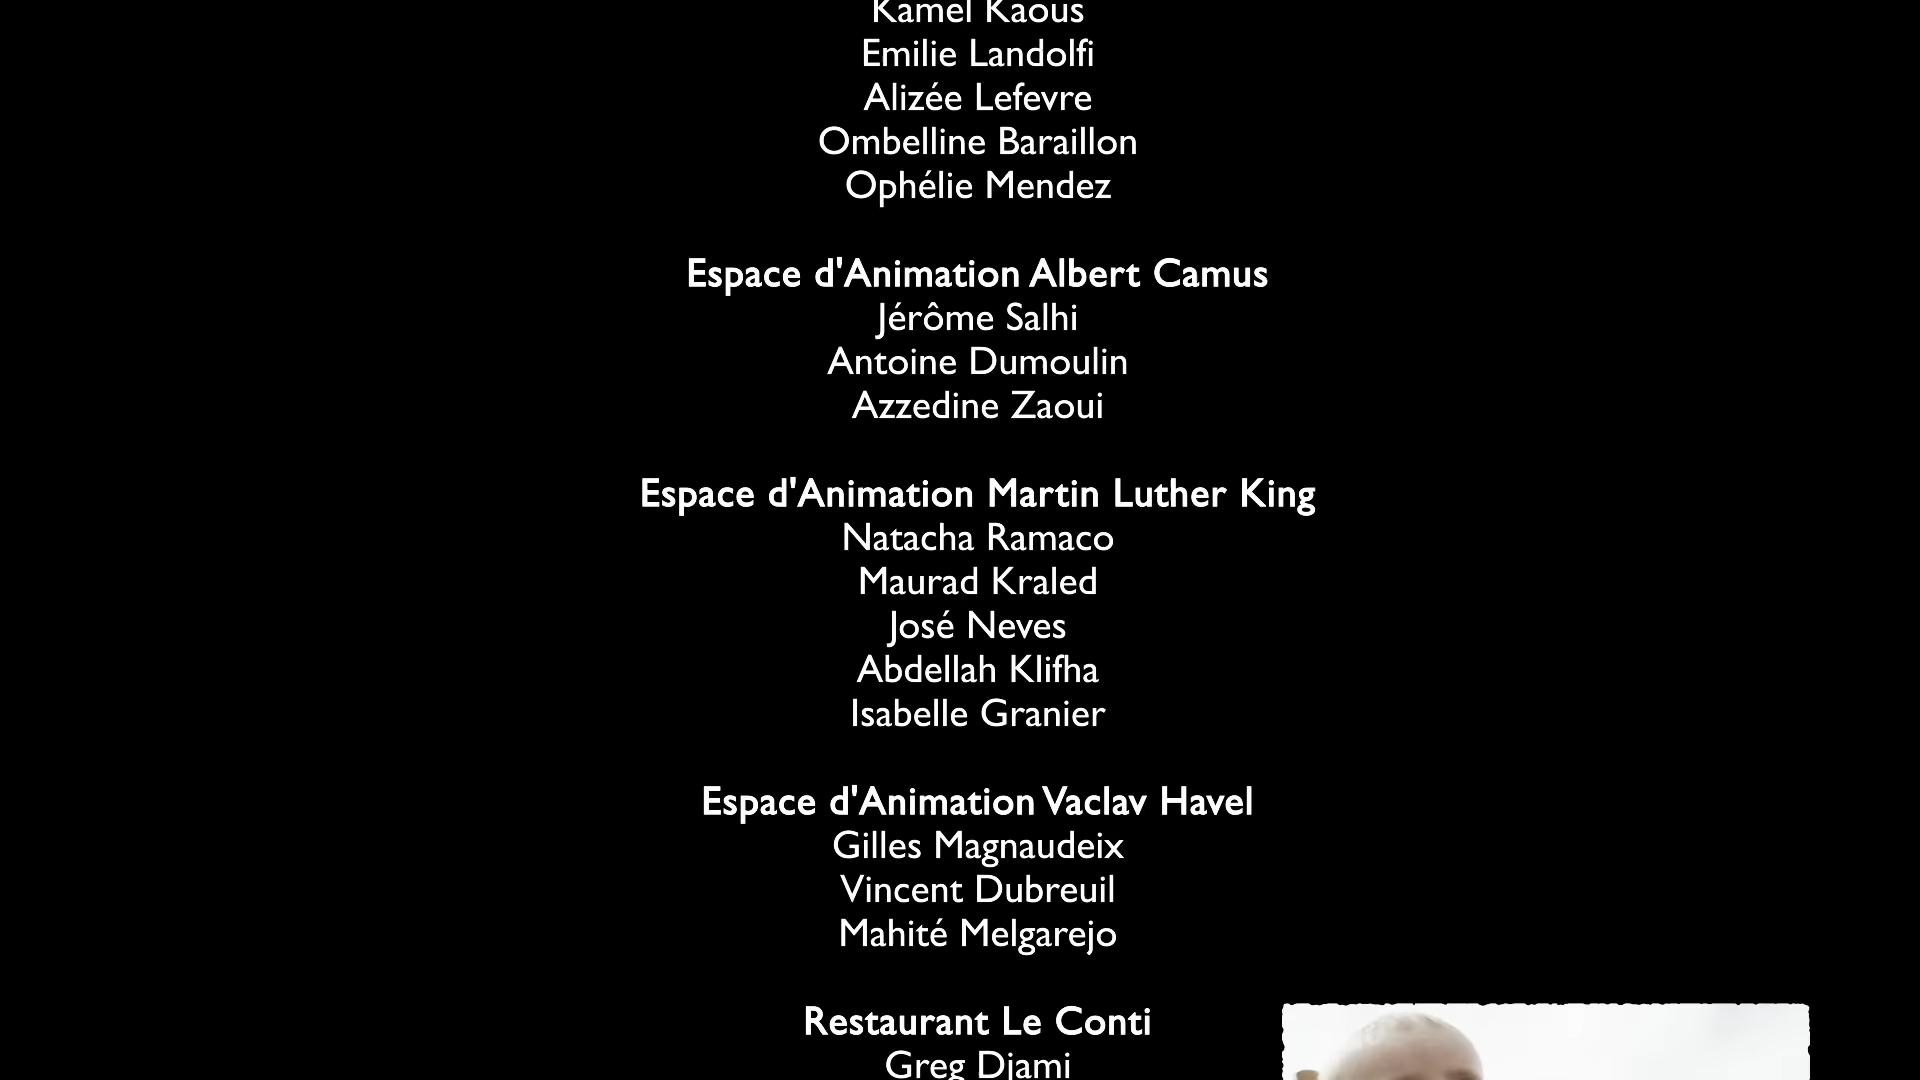 Kamel Kaous
Emilie Landolfi
Alizée Lefevre
Ombelline Baraillon
Ophélie Mendez
Espace d'Animation Albert Camus
Jérôme Salhi
Antoine Dumoulin
Azzedine Zaoui
Espace d'Animation Martin Luther King
Natacha Ramaco
Maurad Kraled
José Neves
Abdellah Klifha
Isabelle Granier
Espace d'Animation Vaclav Havel
Gilles Magnaudeix
Vincent Dubreuil
Mahité Melgarejo
Restaurant Le Conti
Greg Djami